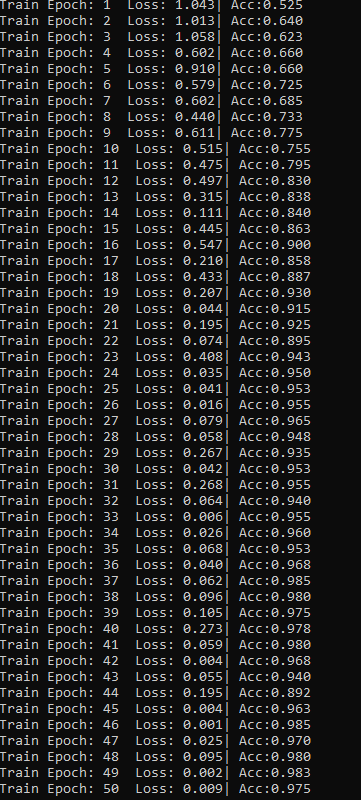 Train Epoch: 1  Loss: 1.043| Acc:0.525
Train Epoch: 2  Loss: 1.013| Acc:0.640
Train Epoch: 3  Loss: 1.058| Acc:0.623
Train Epoch: 4  Loss: 0.602| Acc:0.660
Train Epoch: 5  Loss: 0.910| Acc:0.660
Train Epoch: 6  Loss: 0.579| Acc:0.725
Train Epoch: 7  Loss: 0.602| Acc:0.685
Train Epoch: 8  Loss: 0.440| Acc:0.733
Train Epoch: 9  Loss: 0.611| Acc:0.775
Train Epoch: 10  Loss: 0.515| Acc:0.755
Train Epoch: 11  Loss: 0.475| Acc:0.795
Train Epoch: 12  Loss: 0.497| Acc:0.830
Train Epoch: 13  Loss: 0.315| Acc:0.838
Train Epoch: 14  Loss: 0.111| Acc:0.840
Train Epoch: 15  Loss: 0.445| Acc:0.863
Train Epoch: 16  Loss: 0.547| Acc:0.900
Train Epoch: 17  Loss: 0.210| Acc:0.858
Train Epoch: 18  Loss: 0.433| Acc:0.887
Train Epoch: 19  Loss: 0.207| Acc:0.930
Train Epoch: 20  Loss: 0.044| Acc:0.915
Train Epoch: 21  Loss: 0.195| Acc:0.925
Train Epoch: 22  Loss: 0.074| Acc:0.895
Train Epoch: 23  Loss: 0.408| Acc:0.943
Train Epoch: 24  Loss: 0.035| Acc:0.950
Train Epoch: 25  Loss: 0.041| Acc:0.953
Train Epoch: 26  Loss: 0.016| Acc:0.955
Train Epoch: 27  Loss: 0.079| Acc:0.965
Train Epoch: 28  Loss: 0.058| Acc:0.948
Train Epoch: 29  Loss: 0.267| Acc:0.935
Train Epoch: 30  Loss: 0.042| Acc:0.953
Train Epoch: 31  Loss: 0.268| Acc:0.955
Train Epoch: 32  Loss: 0.064| Acc:0.940
Train Epoch: 33  Loss: 0.006| Acc:0.955
Train Epoch: 34  Loss: 0.026| Acc:0.960
Train Epoch: 35  Loss: 0.068| Acc:0.953
Train Epoch: 36  Loss: 0.040| Acc:0.968
Train Epoch: 37  Loss: 0.062| Acc:0.985
Train Epoch: 38  Loss: 0.096| Acc:0.980
Train Epoch: 39  Loss: 0.105| Acc:0.975
Train Epoch: 40  Loss: 0.273| Acc:0.978
Train Epoch: 41  Loss: 0.059| Acc:0.980
Train Epoch: 42  Loss: 0.004| Acc:0.968
Train Epoch: 43  Loss: 0.055| Acc:0.940
Train Epoch: 44  Loss: 0.195| Acc:0.892
Train Epoch: 45  Loss: 0.004| Acc:0.963
Train Epoch: 46  Loss: 0.001| Acc:0.985
Train Epoch: 47  Loss: 0.025| Acc:0.970
Train Epoch: 48  Loss: 0.095| Acc:0.980
Train Epoch: 49  Loss: 0.002| Acc:0.983
Train Epoch: 50  Loss: 0.009| Acc:0.975